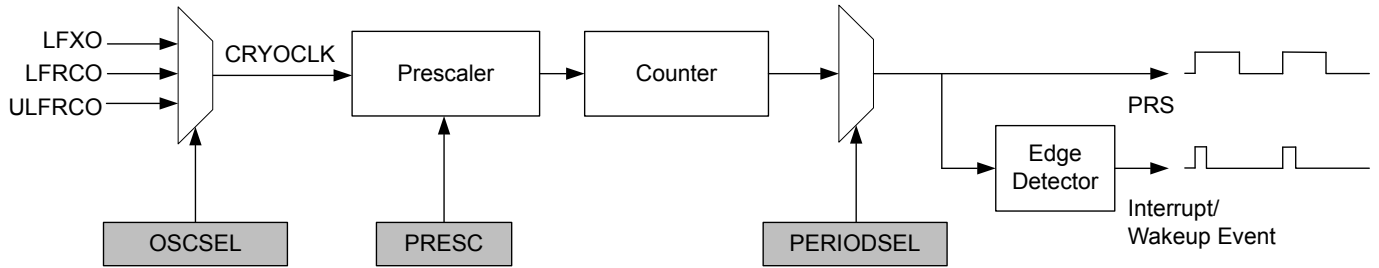 LFXO
LFRCO
ULFRCO
CRYOCLK
Prescaler
Counter
PRS
Edge
Detector
Interrupt/
Wakeup Event
OSCSEL
PRESC
PERIODSEL